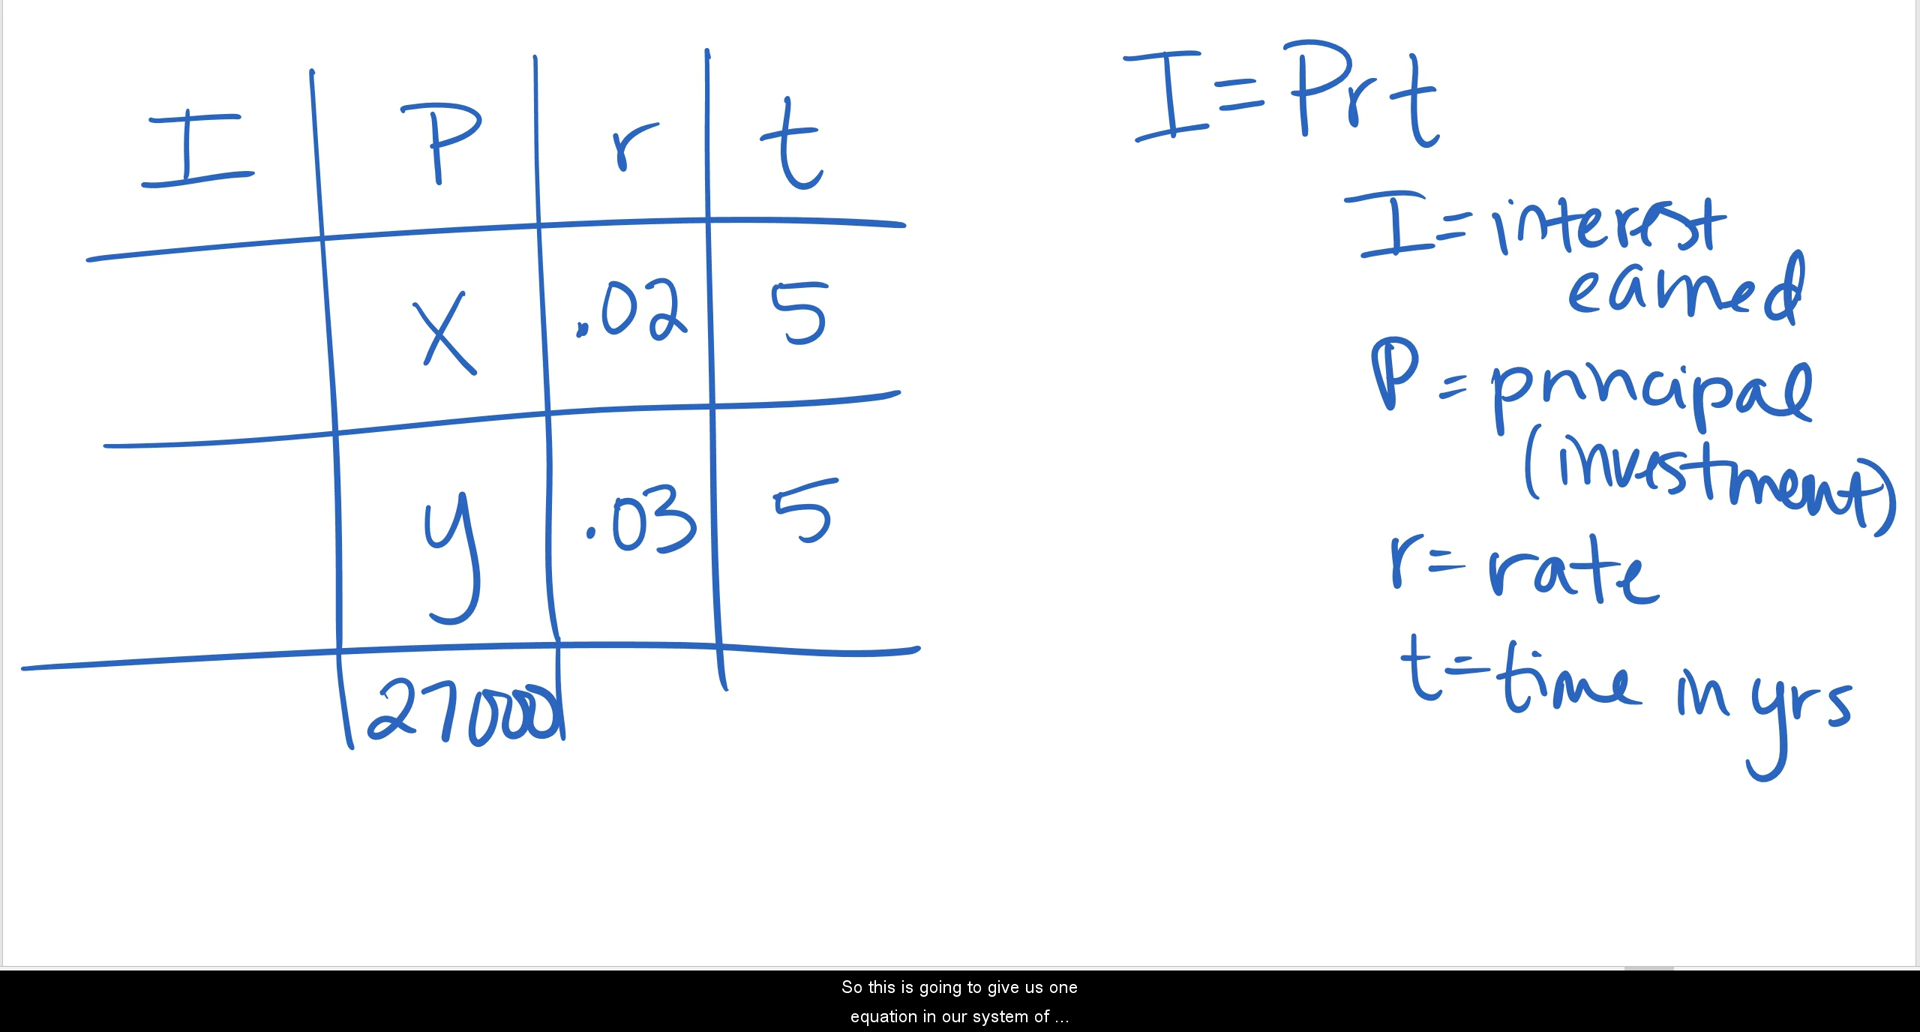 I P r t
x .02 5
y .03 5
27000
I = Prt
I = interest
earned
P = principal
(investment)
r = rate
t = time in yrs
So this is going to give us one
equation in our system of ...